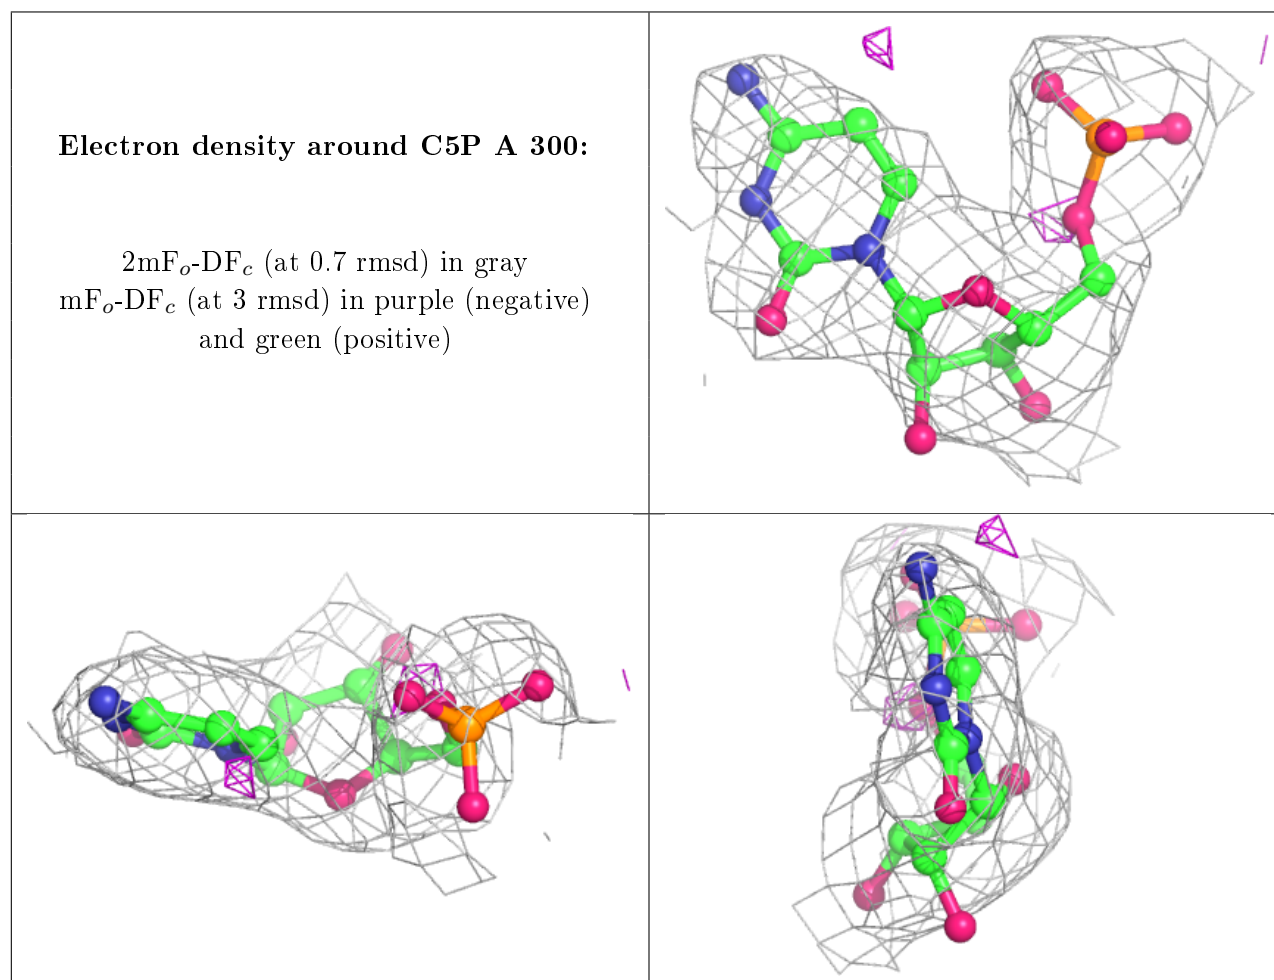 Electron density around C5P A 300:
2mFₒ-DF𝒸 (at 0.7 rmsd) in gray
mFₒ-DF𝒸 (at 3 rmsd) in purple (negative)
and green (positive)